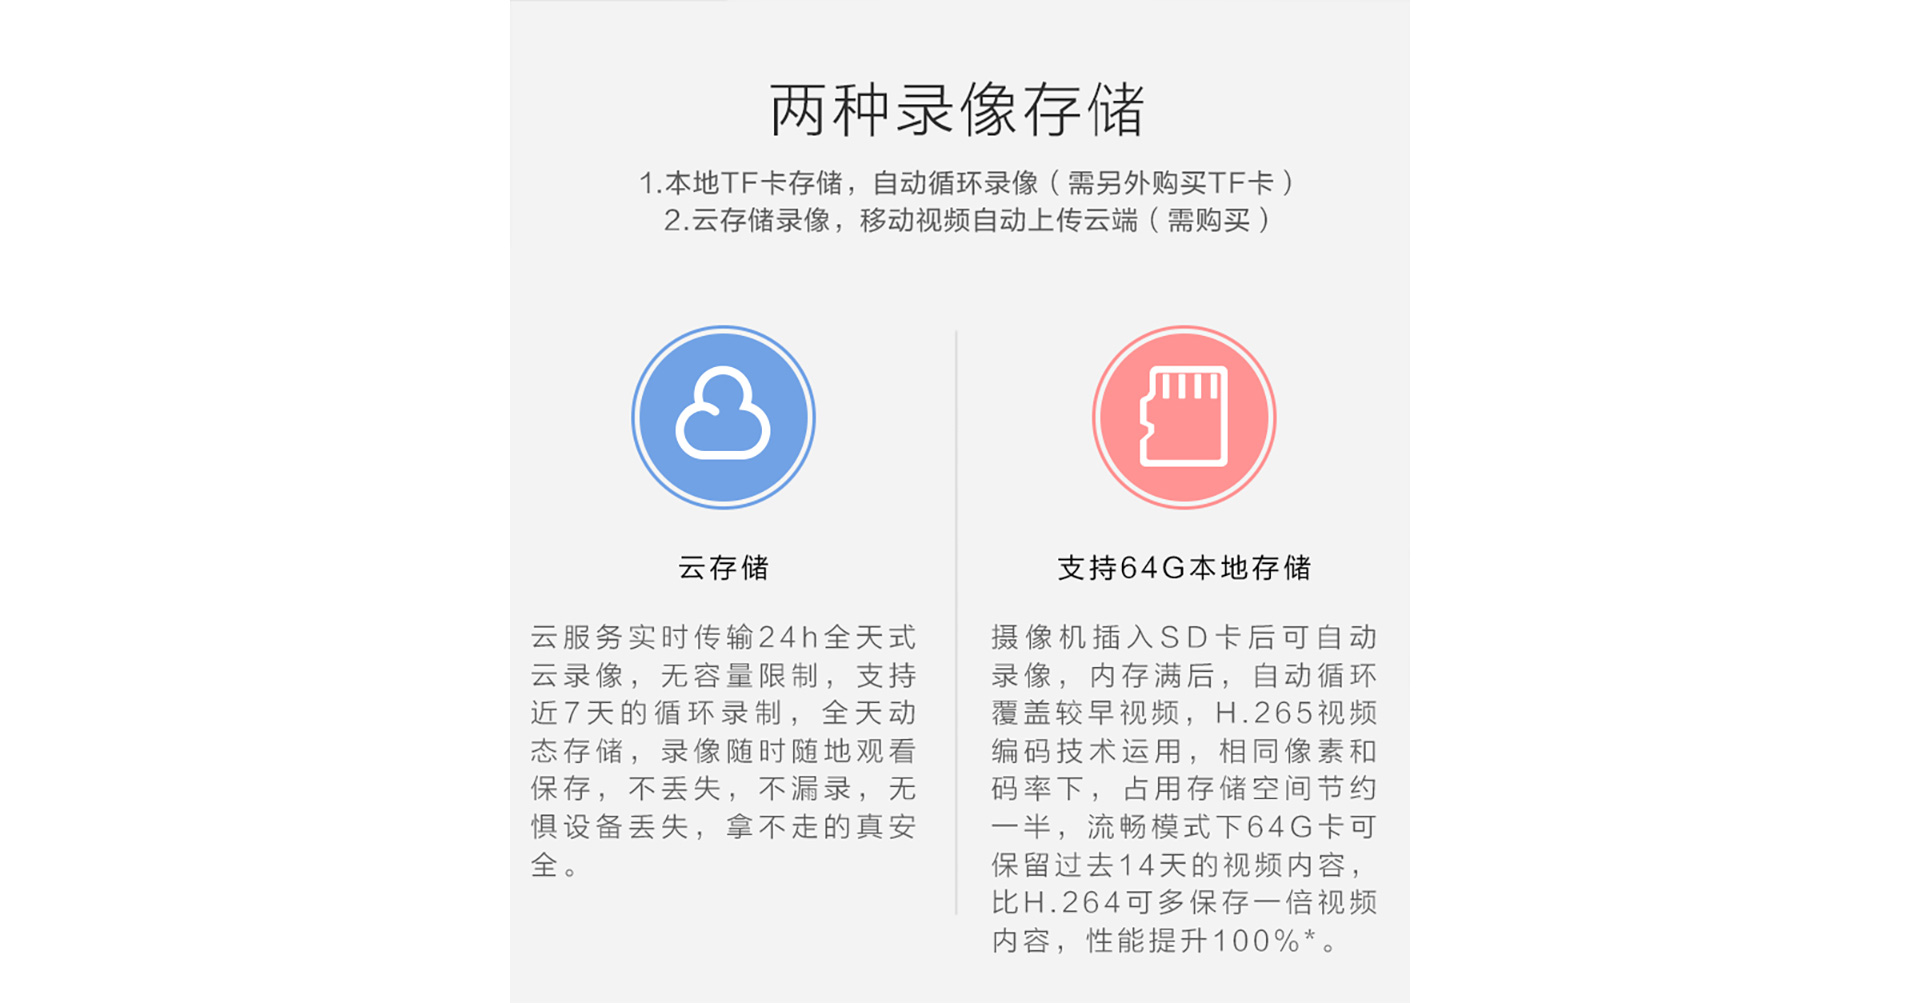 两种录像存储
1.本地TF卡存储，自动循环录像（需另外购买TF卡）
2.云存储录像，移动视频自动上传云端（需购买）
云存储
云服务实时传输24h全天式
云录像，无容量限制，支持
近7天的循环录制，全天动
态存储，录像随时随地观看
保存，不丢失，不漏录，无
惧设备丢失，拿不走的真安
全。
支持64G本地存储
摄像机插入SD卡后可自动
录像，内存满后，自动循环
覆盖较早视频，H.265视频
编码技术运用，相同像素和
码率下，占用存储空间节约
一半，流畅模式下64G卡可
保留过去14天的视频内容，
比H.264可多保存一倍视频
内容，性能提升100%*。